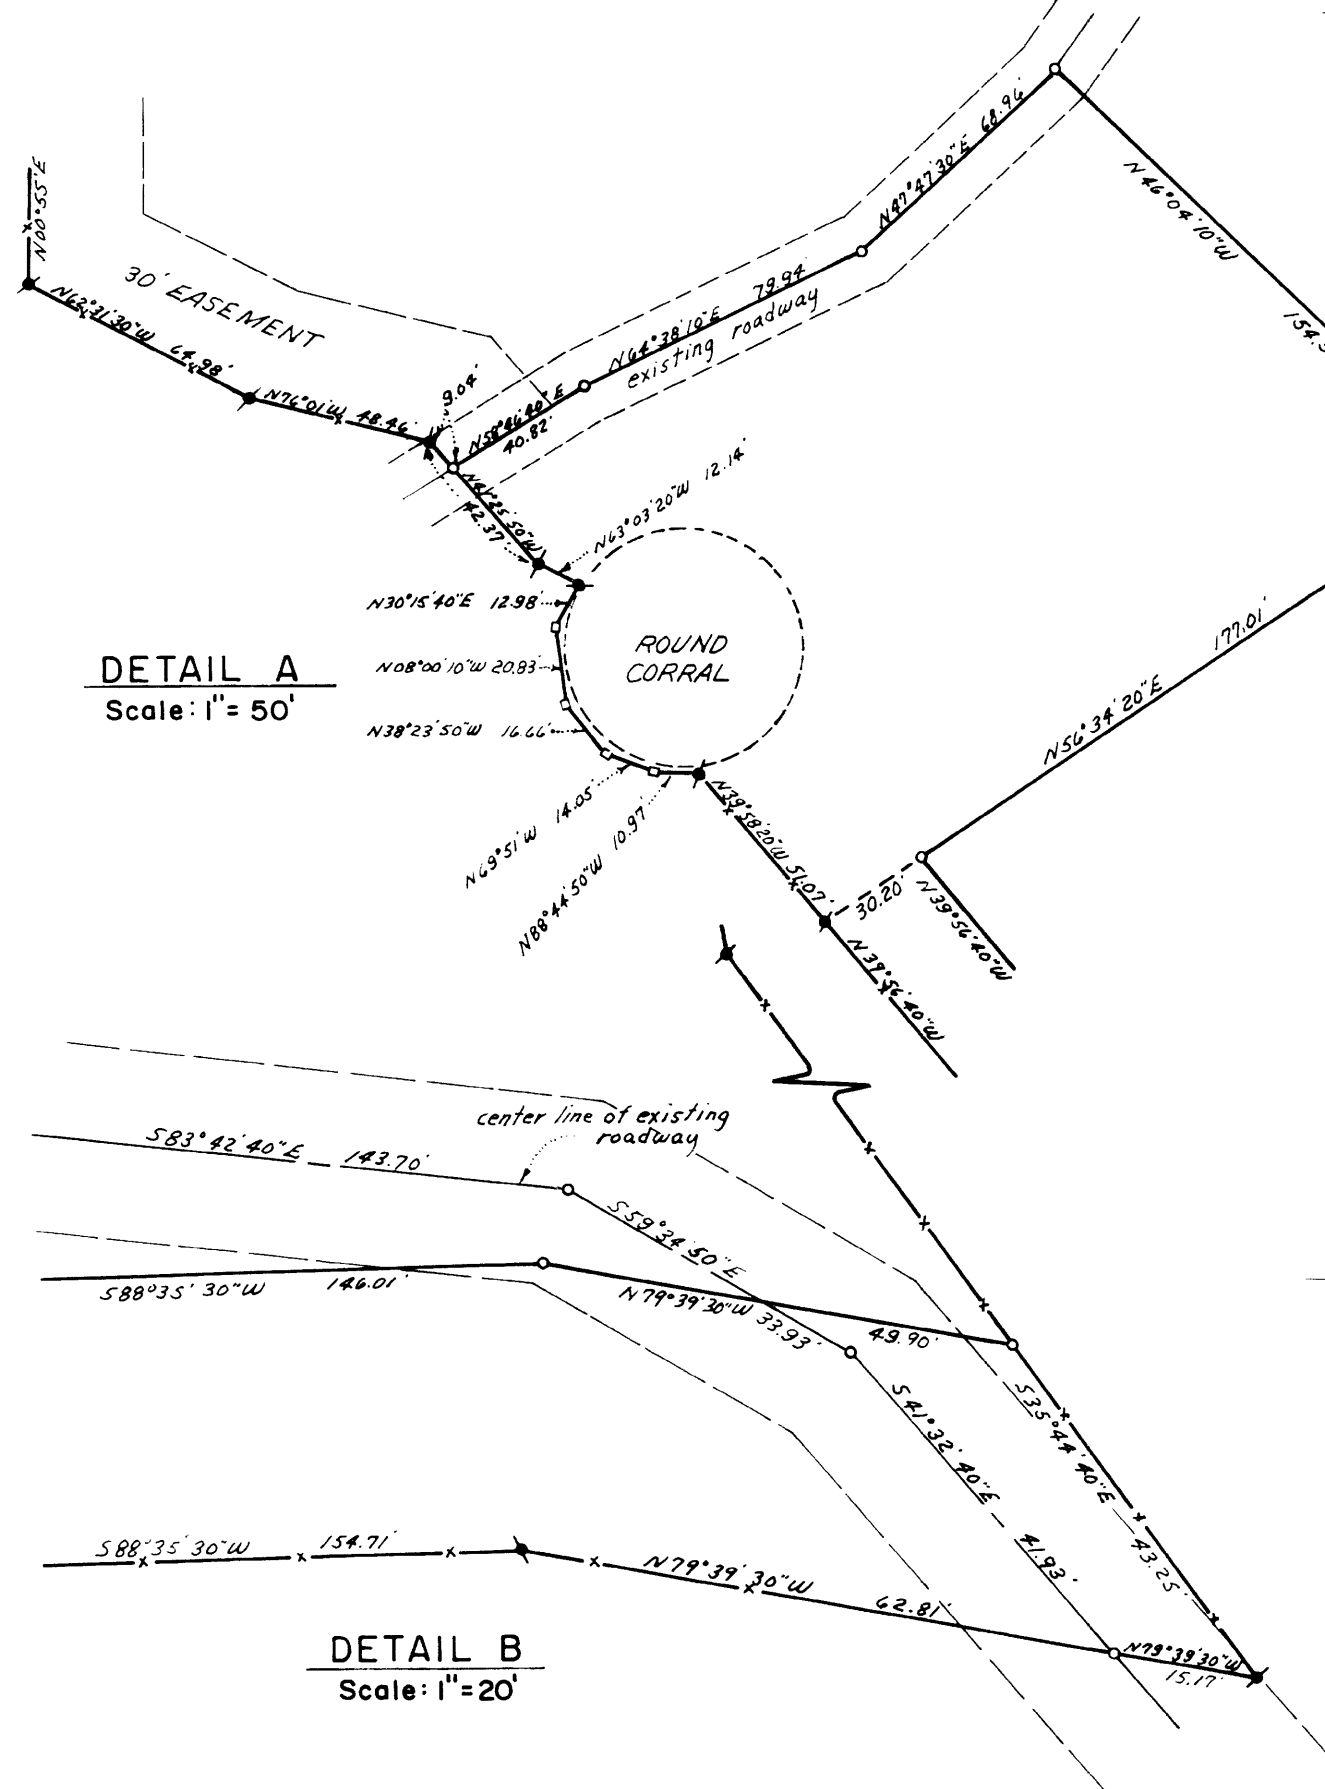 N46°04'10"W
N47°47'30"E 68.96'
N00°55'E
30' EASEMENT
N62°31'30"W 64.98'
79.94'
N64°38'10"E
existing roadway
N76°01'W 48.46'
9.04'
N58°46'40"E
40.82'
N41°25'50"W
42.37'
N63°03'20"W 12.14'
N30°15'40"E 12.98'
ROUND
CORRAL
177.01'
N56°34'20"E
DETAIL A
Scale: 1"= 50'
N08°00'10"W 20.83'
N38°23'50"W 16.66'
N69°51'W 14.05'
N88°44'50"W 10.97'
N39°58'20"W 51.07'
30.20'
N39°56'40"W
N39°56'40"W
center line of existing
roadway
S83°42'40"E 143.70'
S59°34'50"E
33.93'
S88°35'30"W 146.01'
N79°39'30"W
49.90'
S35°44'40"E
43.25'
S41°32'40"E
41.93'
S88°35'30"W 154.71'
N79°39'30"W
62.81'
N79°39'30"W
15.17'
DETAIL B
Scale: 1"=20'